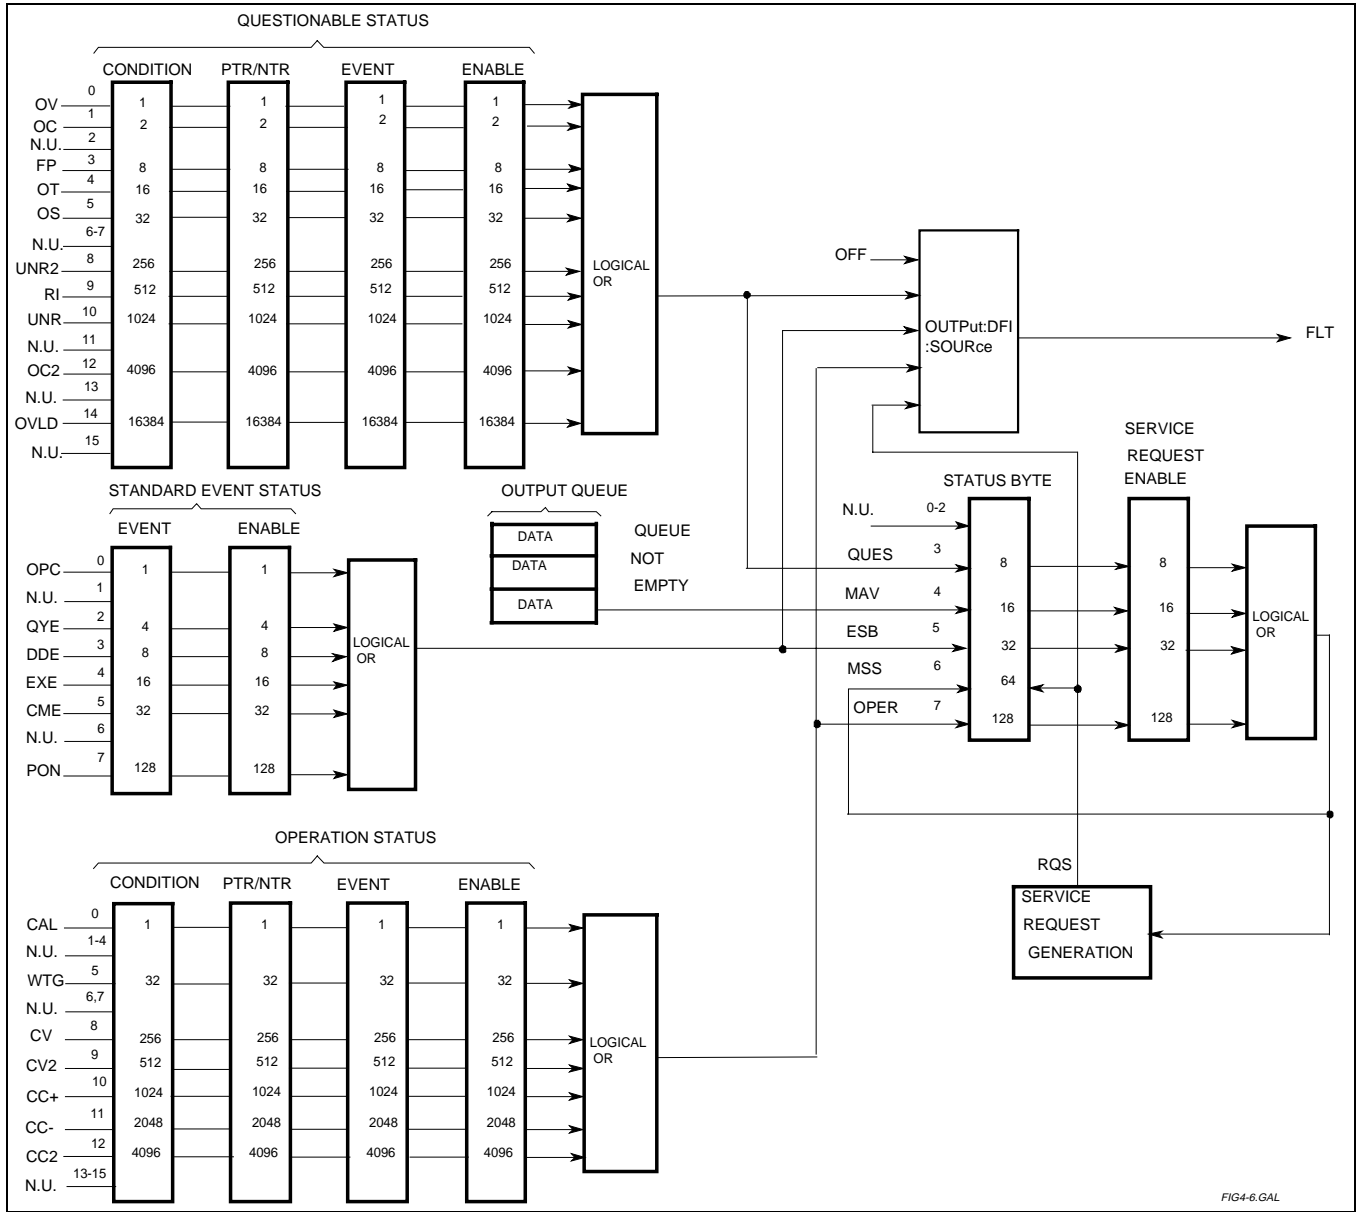 QUESTIONABLE STATUS
CONDITION PTR/NTR EVENT ENABLE
OV 0 1 1 1 1
OC 1 2 2 2 2
N.U. 2
FP 3 8 8 8 8
OT 4 16 16 16 16
OS 5 32 32 32 32
N.U. 6-7
UNR2 8 256 256 256 256
RI 9 512 512 512 512
UNR 10 1024 1024 1024 1024
N.U. 11
OC2 12 4096 4096 4096 4096
N.U. 13
OVLD 14 16384 16384 16384 16384
N.U. 15
LOGICAL
OR
OFF
OUTPut:DFI
:SOURce
FLT
STANDARD EVENT STATUS
EVENT ENABLE
OPC 0 1 1
N.U. 1
QYE 2 4 4
DDE 3 8 8
EXE 4 16 16
CME 5 32 32
N.U. 6
PON 7 128 128
LOGICAL
OR
OUTPUT QUEUE
DATA
DATA
DATA
QUEUE
NOT
EMPTY
STATUS BYTE
N.U. 0-2
QUES 3 8
MAV 4 16
ESB 5 32
MSS 6 64
OPER 7 128
SERVICE
REQUEST
ENABLE
8
16
32
128
LOGICAL
OR
RQS
SERVICE
REQUEST
GENERATION
OPERATION STATUS
CONDITION PTR/NTR EVENT ENABLE
CAL 0 1 1 1 1
N.U. 1-4
WTG 5 32 32 32 32
N.U. 6,7
CV 8 256 256 256 256
CV2 9 512 512 512 512
CC+ 10 1024 1024 1024 1024
CC- 11 2048 2048 2048 2048
CC2 12 4096 4096 4096 4096
N.U. 13-15
LOGICAL
OR
FIG4-6.GAL